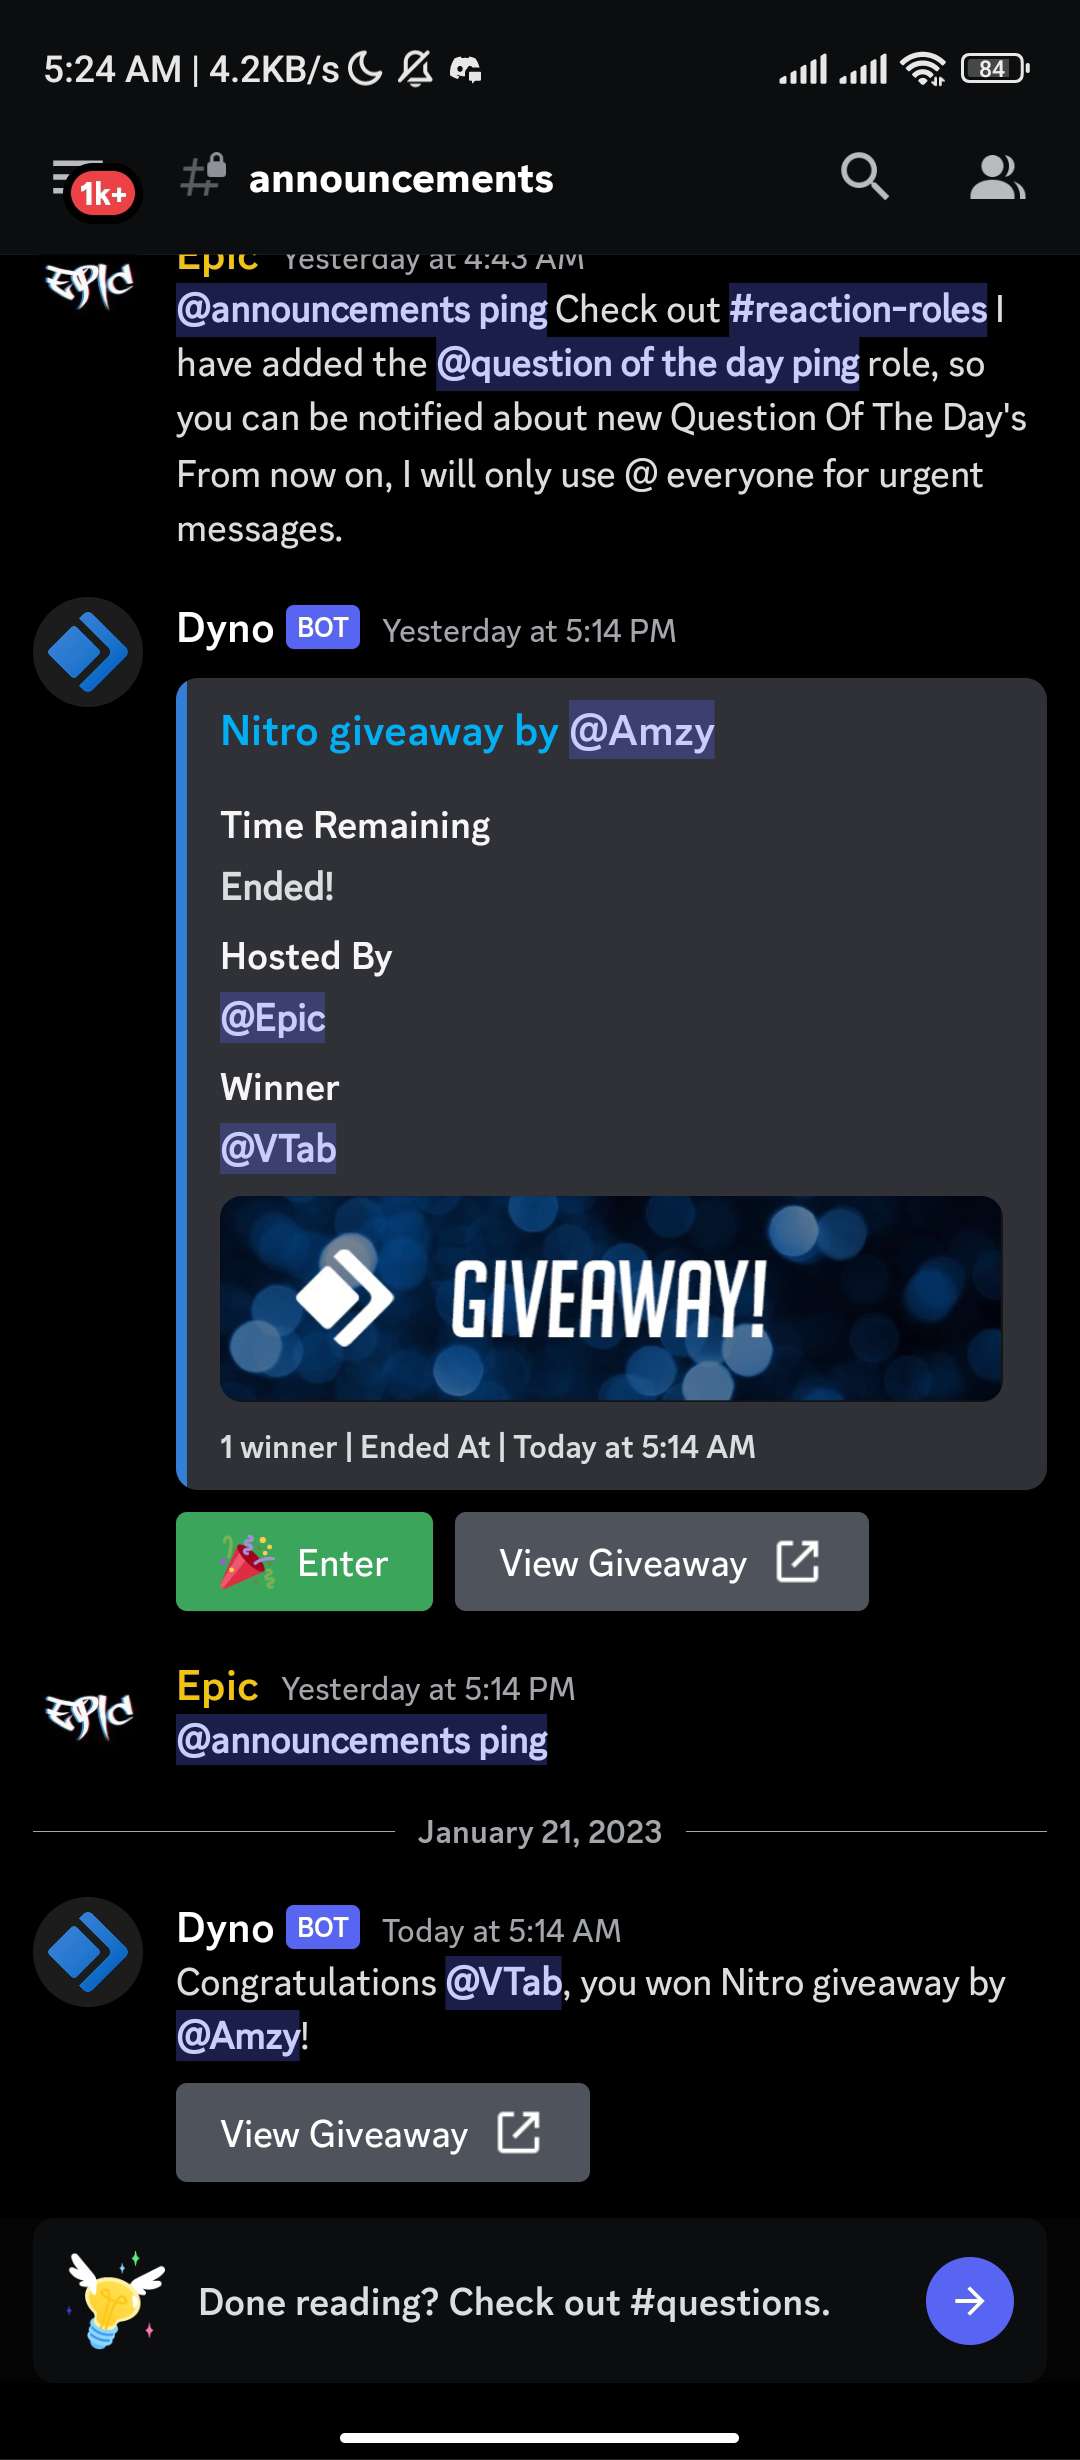 5:24 AM | 4.2KB/s
84
1k+
announcements
Epic Yesterday at 4:43 AM
EPIC
@announcements ping Check out #reaction-roles I
have added the @question of the day ping role, so
you can be notified about new Question Of The Day's
From now on, I will only use @ everyone for urgent
messages.
Dyno BOT Yesterday at 5:14 PM
Nitro giveaway by @Amzy
Time Remaining
Ended!
Hosted By
@Epic
Winner
@VTab
GIVEAWAY!
1 winner | Ended At | Today at 5:14 AM
Enter
View Giveaway
Epic Yesterday at 5:14 PM
EPIC
@announcements ping
January 21, 2023
Dyno BOT Today at 5:14 AM
Congratulations @VTab, you won Nitro giveaway by
@Amzy!
View Giveaway
Done reading? Check out #questions.